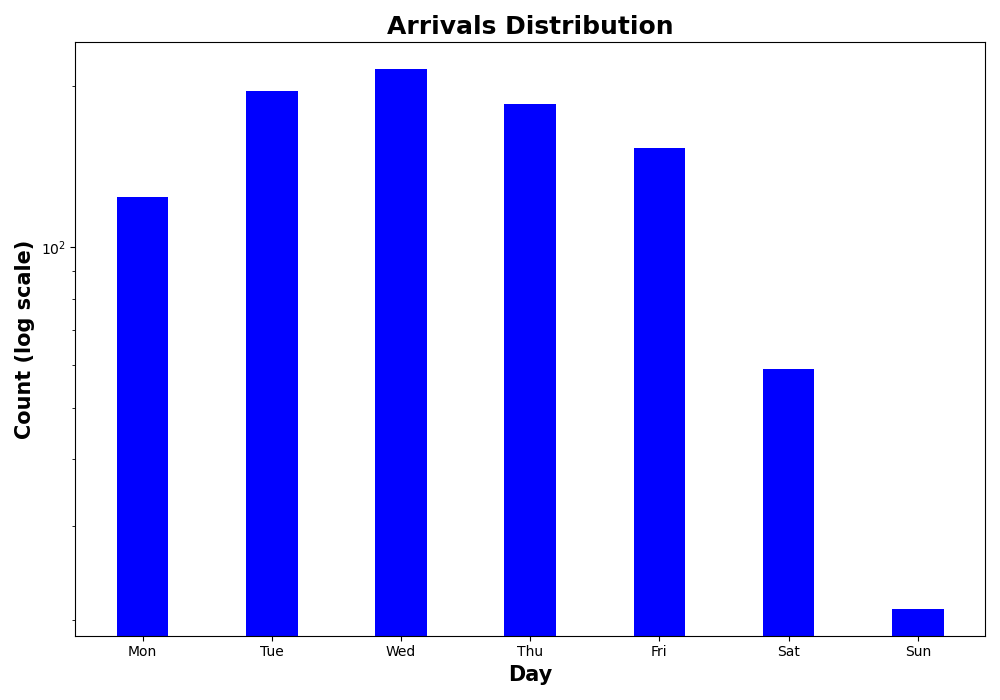 Arrivals Distribution
Count (log scale)
10²
Mon Tue Wed Thu Fri Sat Sun
Day